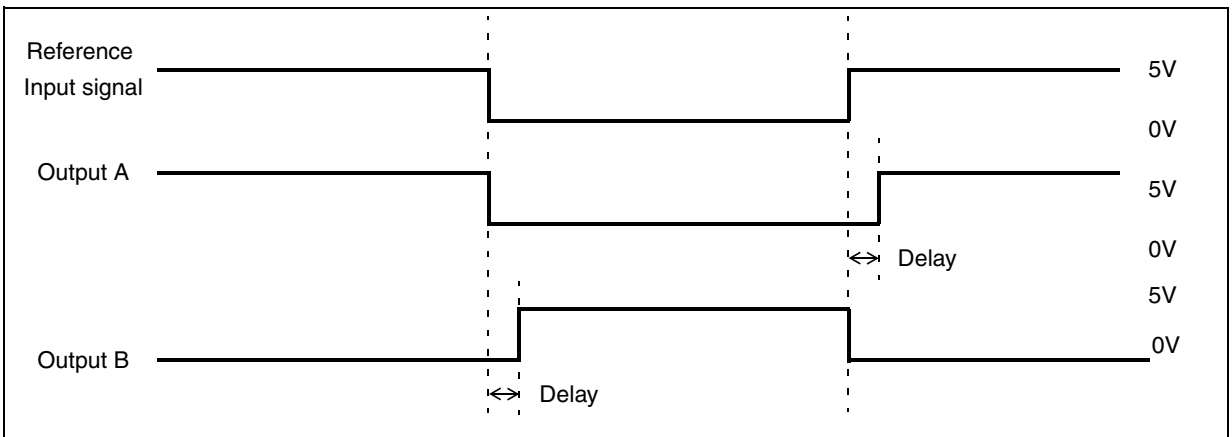 Reference
Input signal
5V
0V
Output A
5V
0V
Delay
5V
Output B
0V
Delay